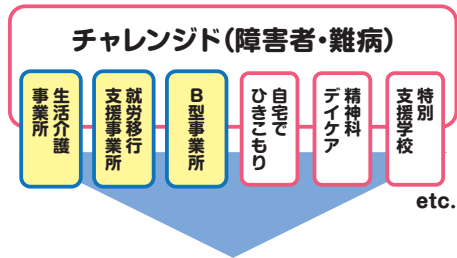 チャレンジド(障害者・難病)
生活介護
事業所
就労移行
支援事業所
B型事業所
自宅で
ひきこもり
精神科
デイケア
特別
支援学校
etc.